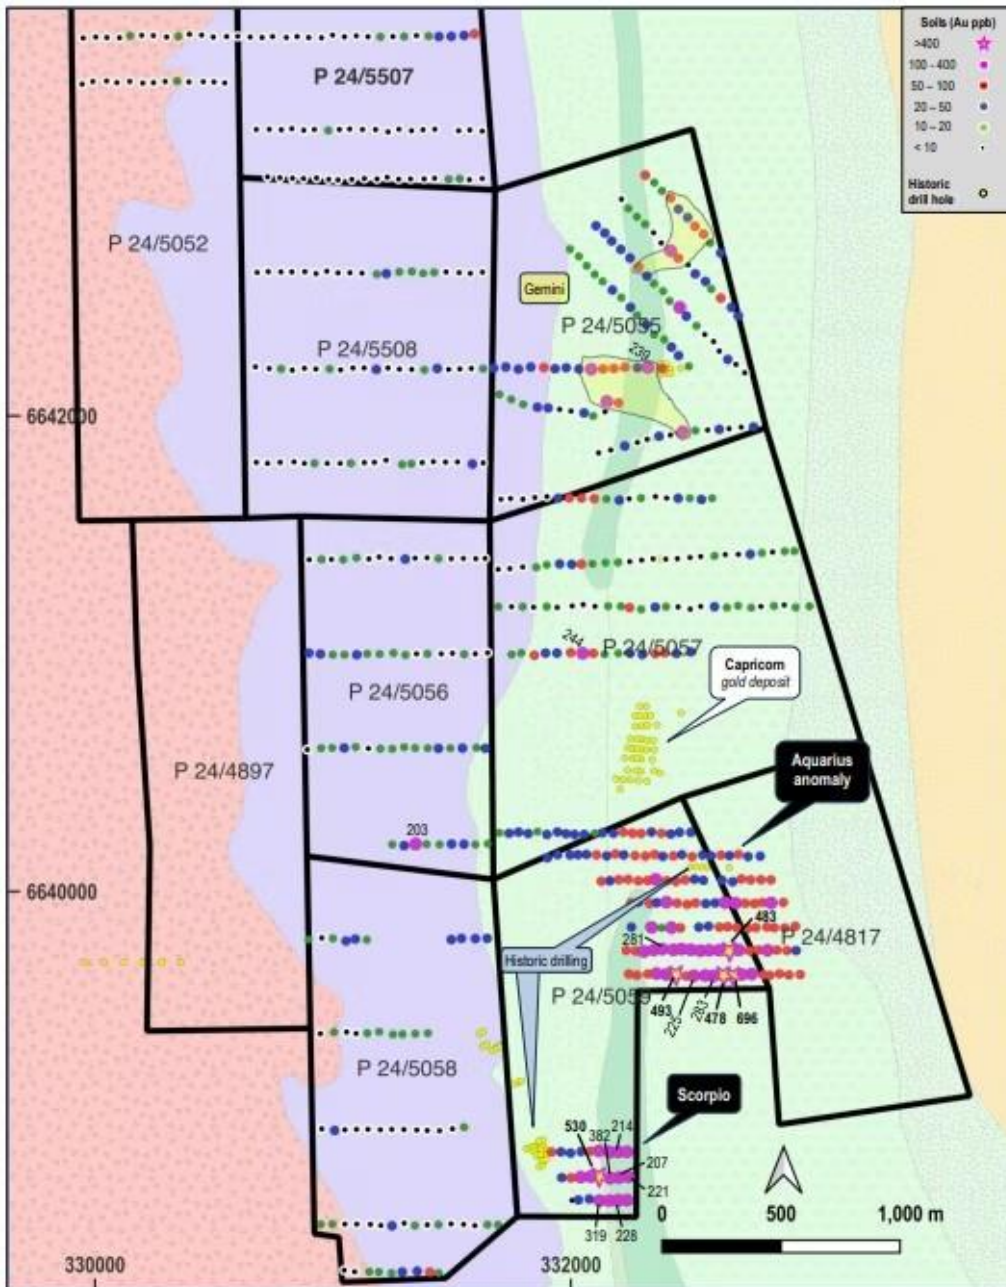 Soils (Au ppb)
>400
100 - 400
50 – 100
20 – 50
10 – 20
< 10
Historic
drill hole
P 24/5507
P 24/5052
Gemini
P 24/5055
P 24/5508
239
6642000
244
P 24/5057
P 24/5056
Capricorn
gold deposit
P 24/4897
Aquarius
anomaly
203
6640000
483
281
P 24/4817
Historic drilling
P 24/5059
493
225
283
478
696
P 24/5058
Scorpio
530
382
214
207
221
319
228
0
500
1,000 m
330000
332000